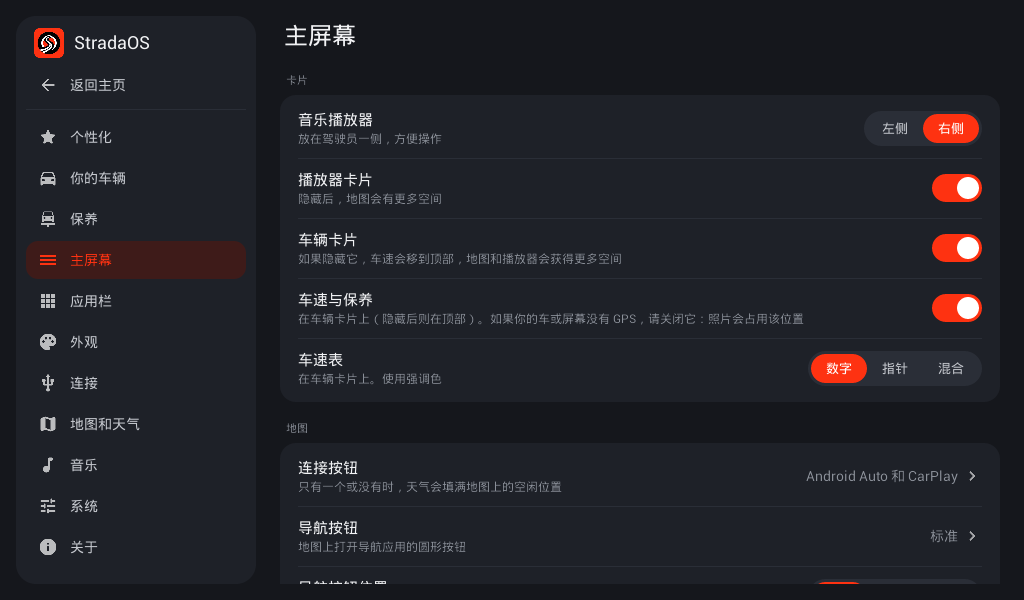 StradaOS
返回主页
个性化
你的车辆
保养
主屏幕
应用栏
外观
连接
地图和天气
音乐
系统
关于
主屏幕
卡片
音乐播放器
放在驾驶员一侧，方便操作
左侧 右侧
播放器卡片
隐藏后，地图会有更多空间
车辆卡片
如果隐藏它，车速会移到顶部，地图和播放器会获得更多空间
车速与保养
在车辆卡片上（隐藏后则在顶部）。如果你的车或屏幕没有 GPS，请关闭它：照片会占用该位置
车速表
在车辆卡片上。使用强调色
数字 指针 混合
地图
连接按钮
只有一个或没有时，天气会填满地图上的空闲位置
Android Auto 和 CarPlay
导航按钮
地图上打开导航应用的圆形按钮
标准
导航按钮位置